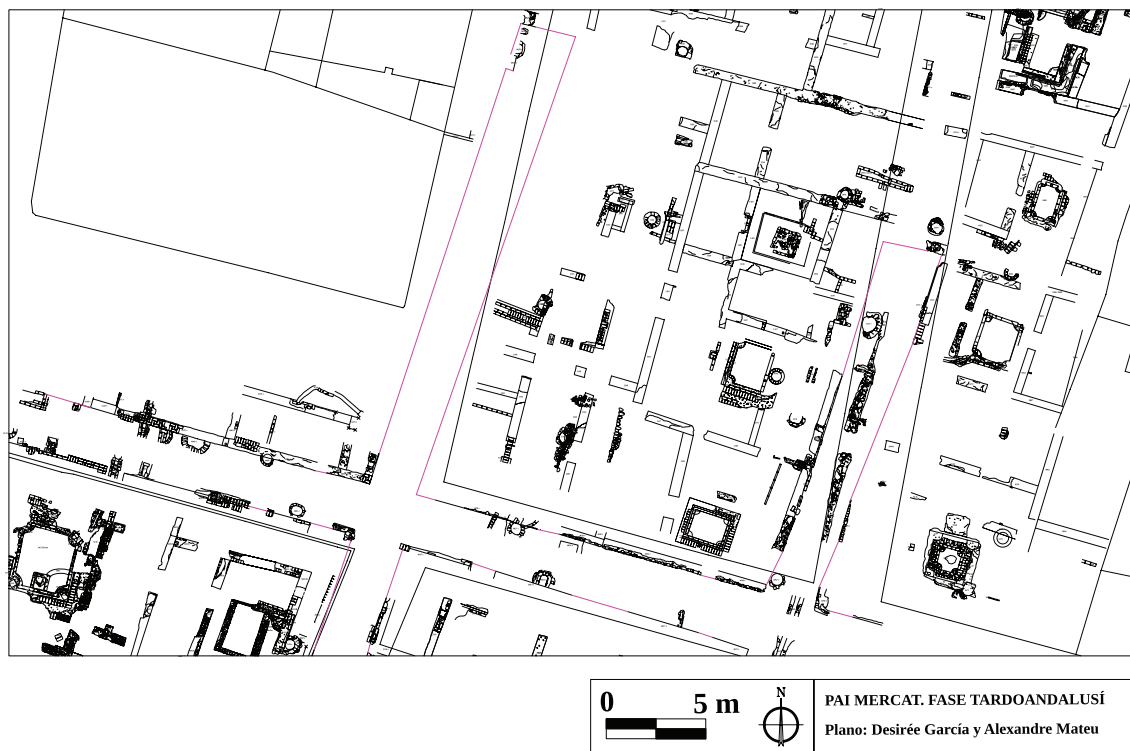 0 5 m
N
PAI MERCAT. FASE TARDOANDALUSÍ
Plano: Desirée García y Alexandre Mateu